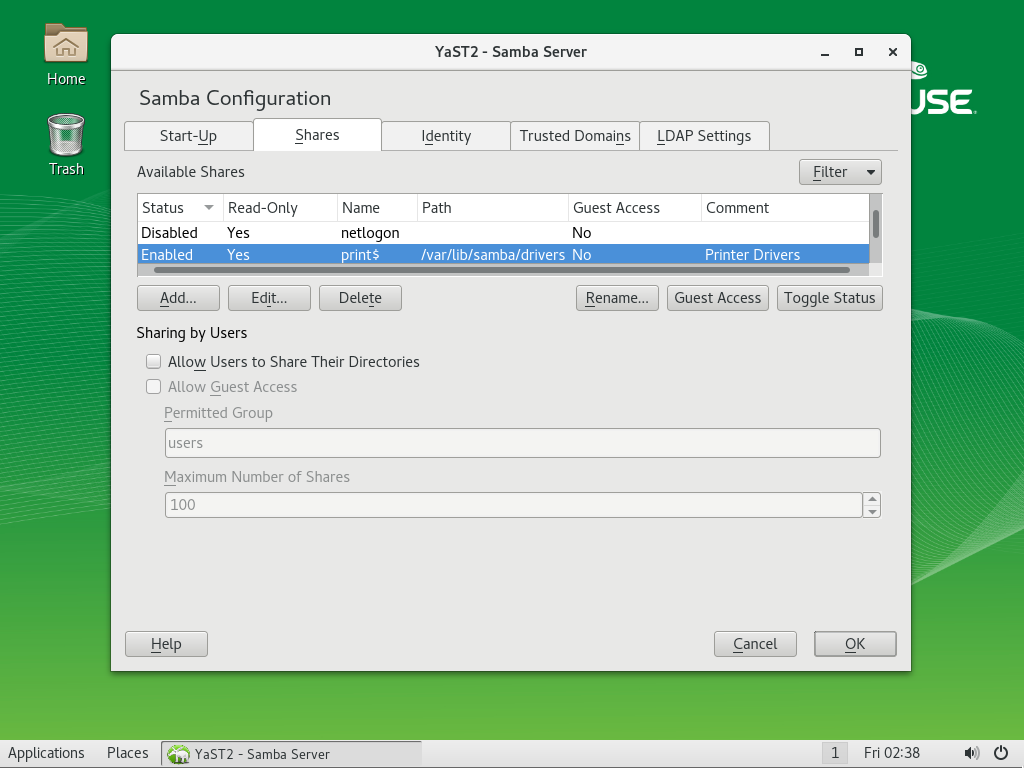 Home
Trash
YaST2 - Samba Server
USE
Samba Configuration
Start-Up Shares Identity Trusted Domains LDAP Settings
Available Shares Filter
Status Read-Only Name Path Guest Access Comment
Disabled Yes netlogon No
Enabled Yes print$ /var/lib/samba/drivers No Printer Drivers
Add... Edit... Delete Rename... Guest Access Toggle Status
Sharing by Users
Allow Users to Share Their Directories
Allow Guest Access
Permitted Group
users
Maximum Number of Shares
100
Help Cancel OK
Applications Places YaST2 - Samba Server 1 Fri 02:38